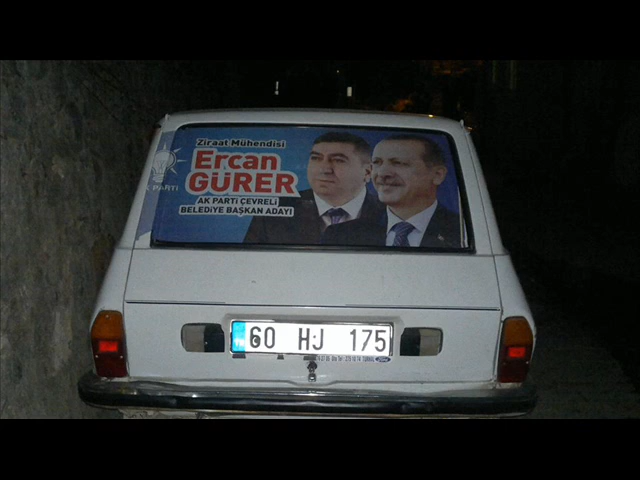 Ziraat Mühendisi
Ercan
GÜRER
AK PARTİ ÇEVRELİ
BELEDİYE BAŞKAN ADAYI
K PARTİ
60 HJ 175